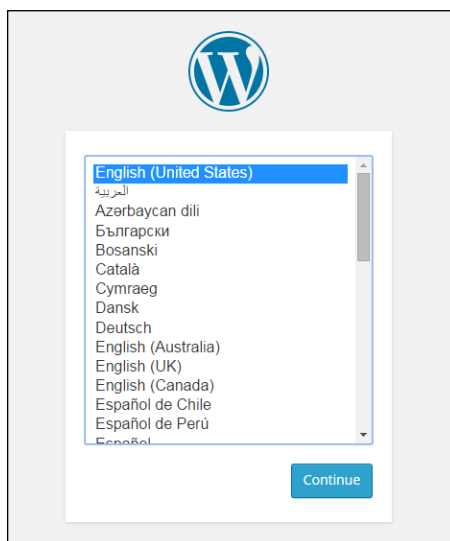 W
English (United States)
العربية
Azərbaycan dili
Български
Bosanski
Català
Cymraeg
Dansk
Deutsch
English (Australia)
English (UK)
English (Canada)
Español de Chile
Español de Perú
Español
Continue